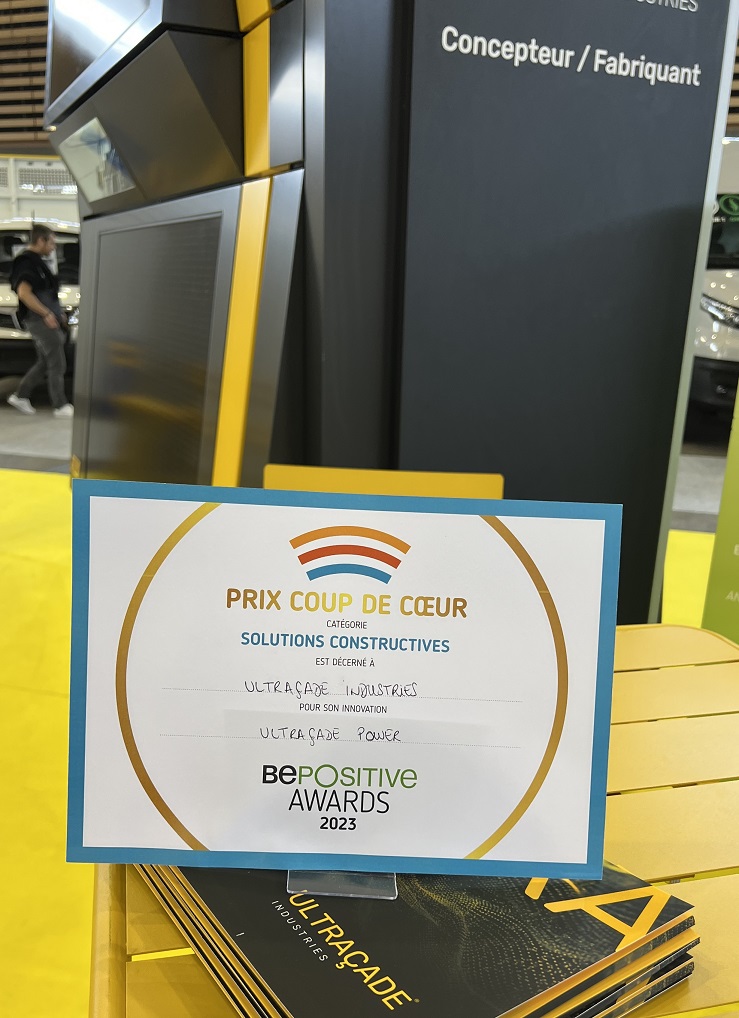 Concepteur / Fabriquant
PRIX COUP DE CŒUR
CATÉGORIE
SOLUTIONS CONSTRUCTIVES
EST DÉCERNÉ À
ULTRAÇADE INDUSTRIES
POUR SON INNOVATION
ULTRAÇADE POWER
BEPOSITIVE
AWARDS
2023
ULTRAÇADE®
INDUSTRIES